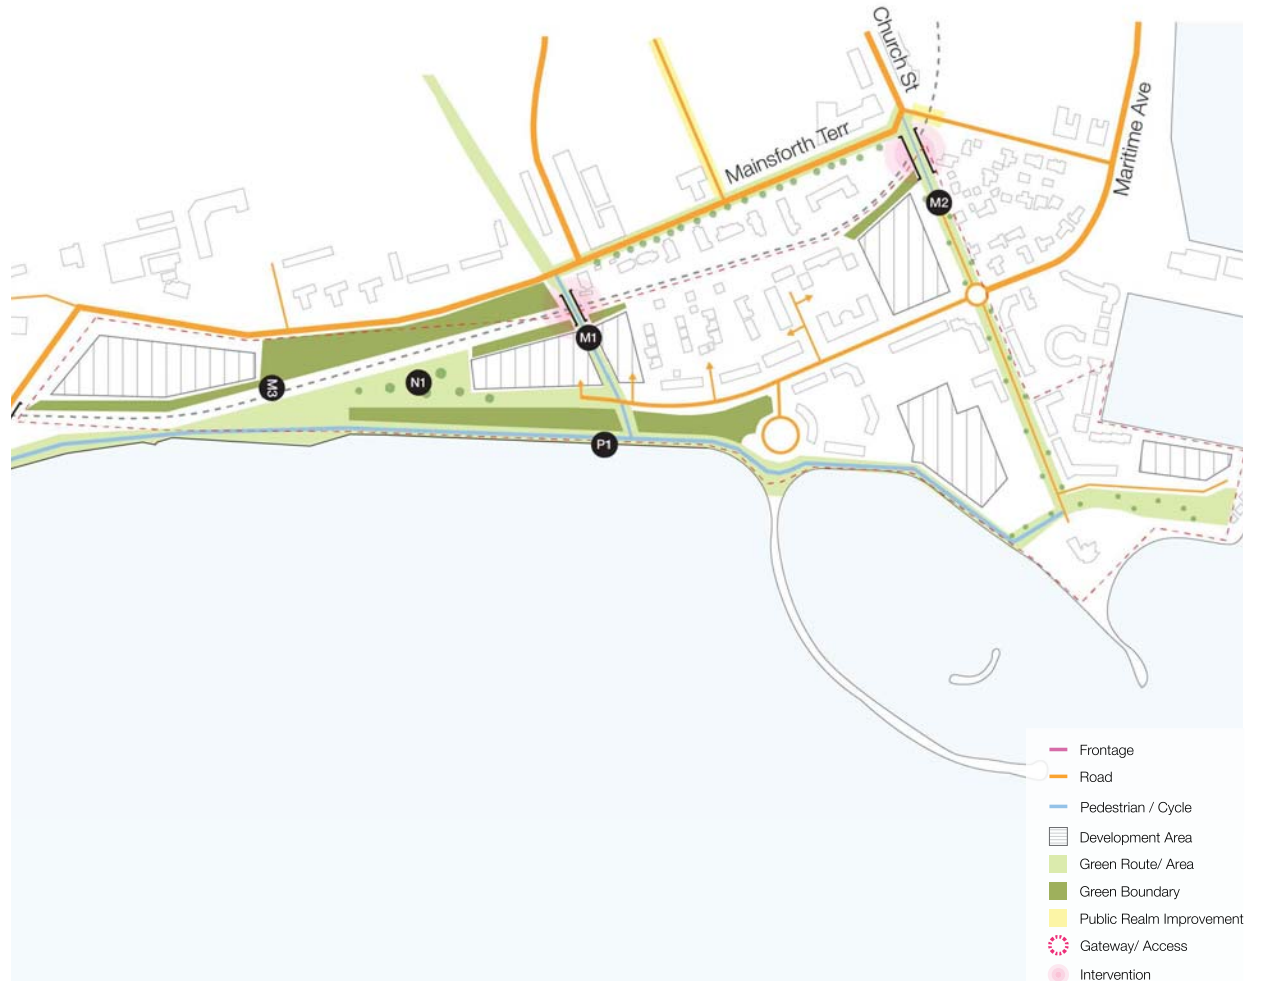 Church St
Maritime Ave
Mainsforth Terr
M2
M1
M3
N1
P1
Frontage
Road
Pedestrian / Cycle
Development Area
Green Route/ Area
Green Boundary
Public Realm Improvement
Gateway/ Access
Intervention